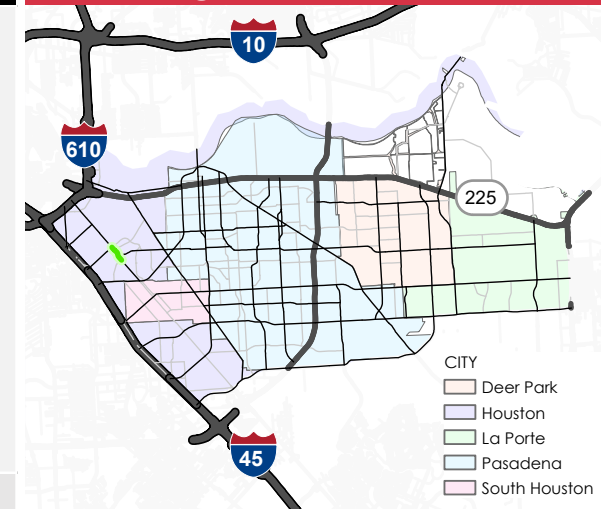 10
610
225
CITY
Deer Park
Houston
La Porte
Pasadena
South Houston
45